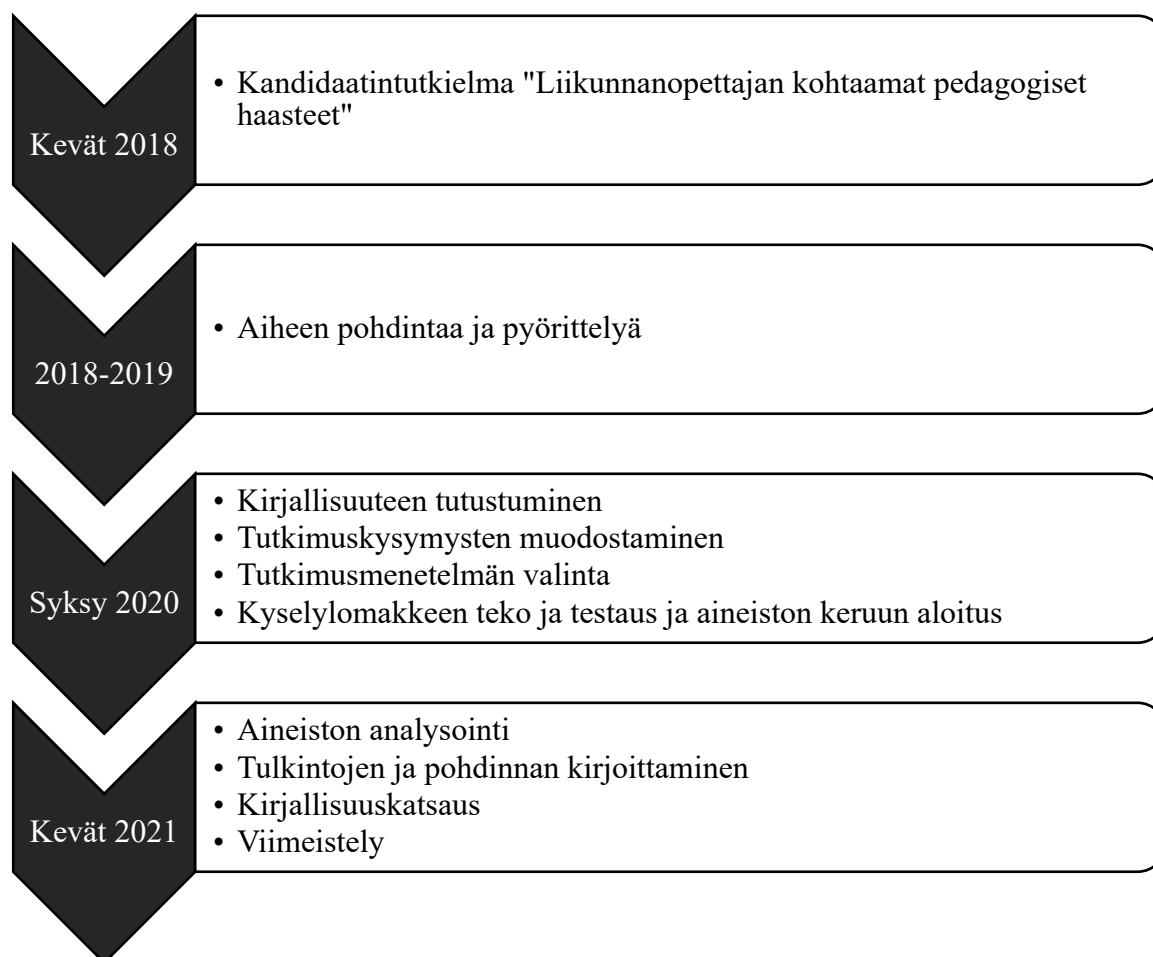 Kevät 2018
• Kandidaatintutkielma "Liikunnanopettajan kohtaamat pedagogiset
haasteet"
2018-2019
• Aiheen pohdintaa ja pyörittelyä
Syksy 2020
• Kirjallisuuteen tutustuminen
• Tutkimuskysymysten muodostaminen
• Tutkimusmenetelmän valinta
• Kyselylomakkeen teko ja testaus ja aineiston keruun aloitus
Kevät 2021
• Aineiston analysointi
• Tulkintojen ja pohdinnan kirjoittaminen
• Kirjallisuuskatsaus
• Viimeistely